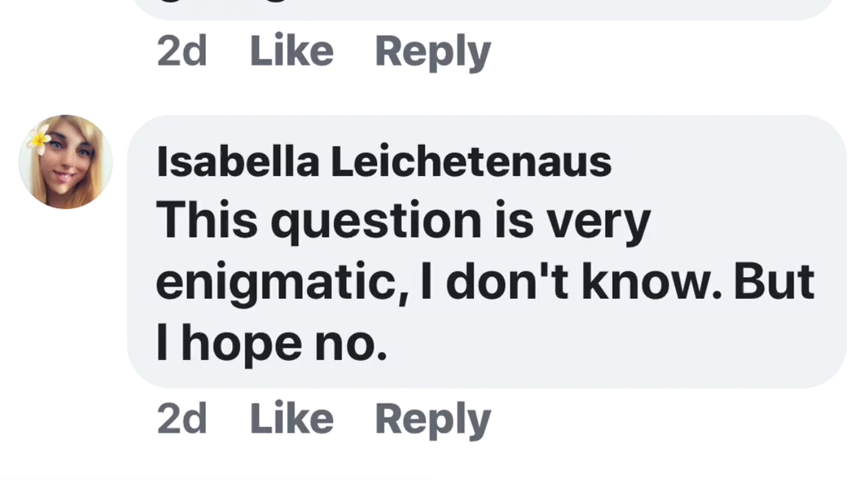 2d Like Reply
Isabella Leichetenaus
This question is very
enigmatic, I don't know. But
I hope no.
2d Like Reply